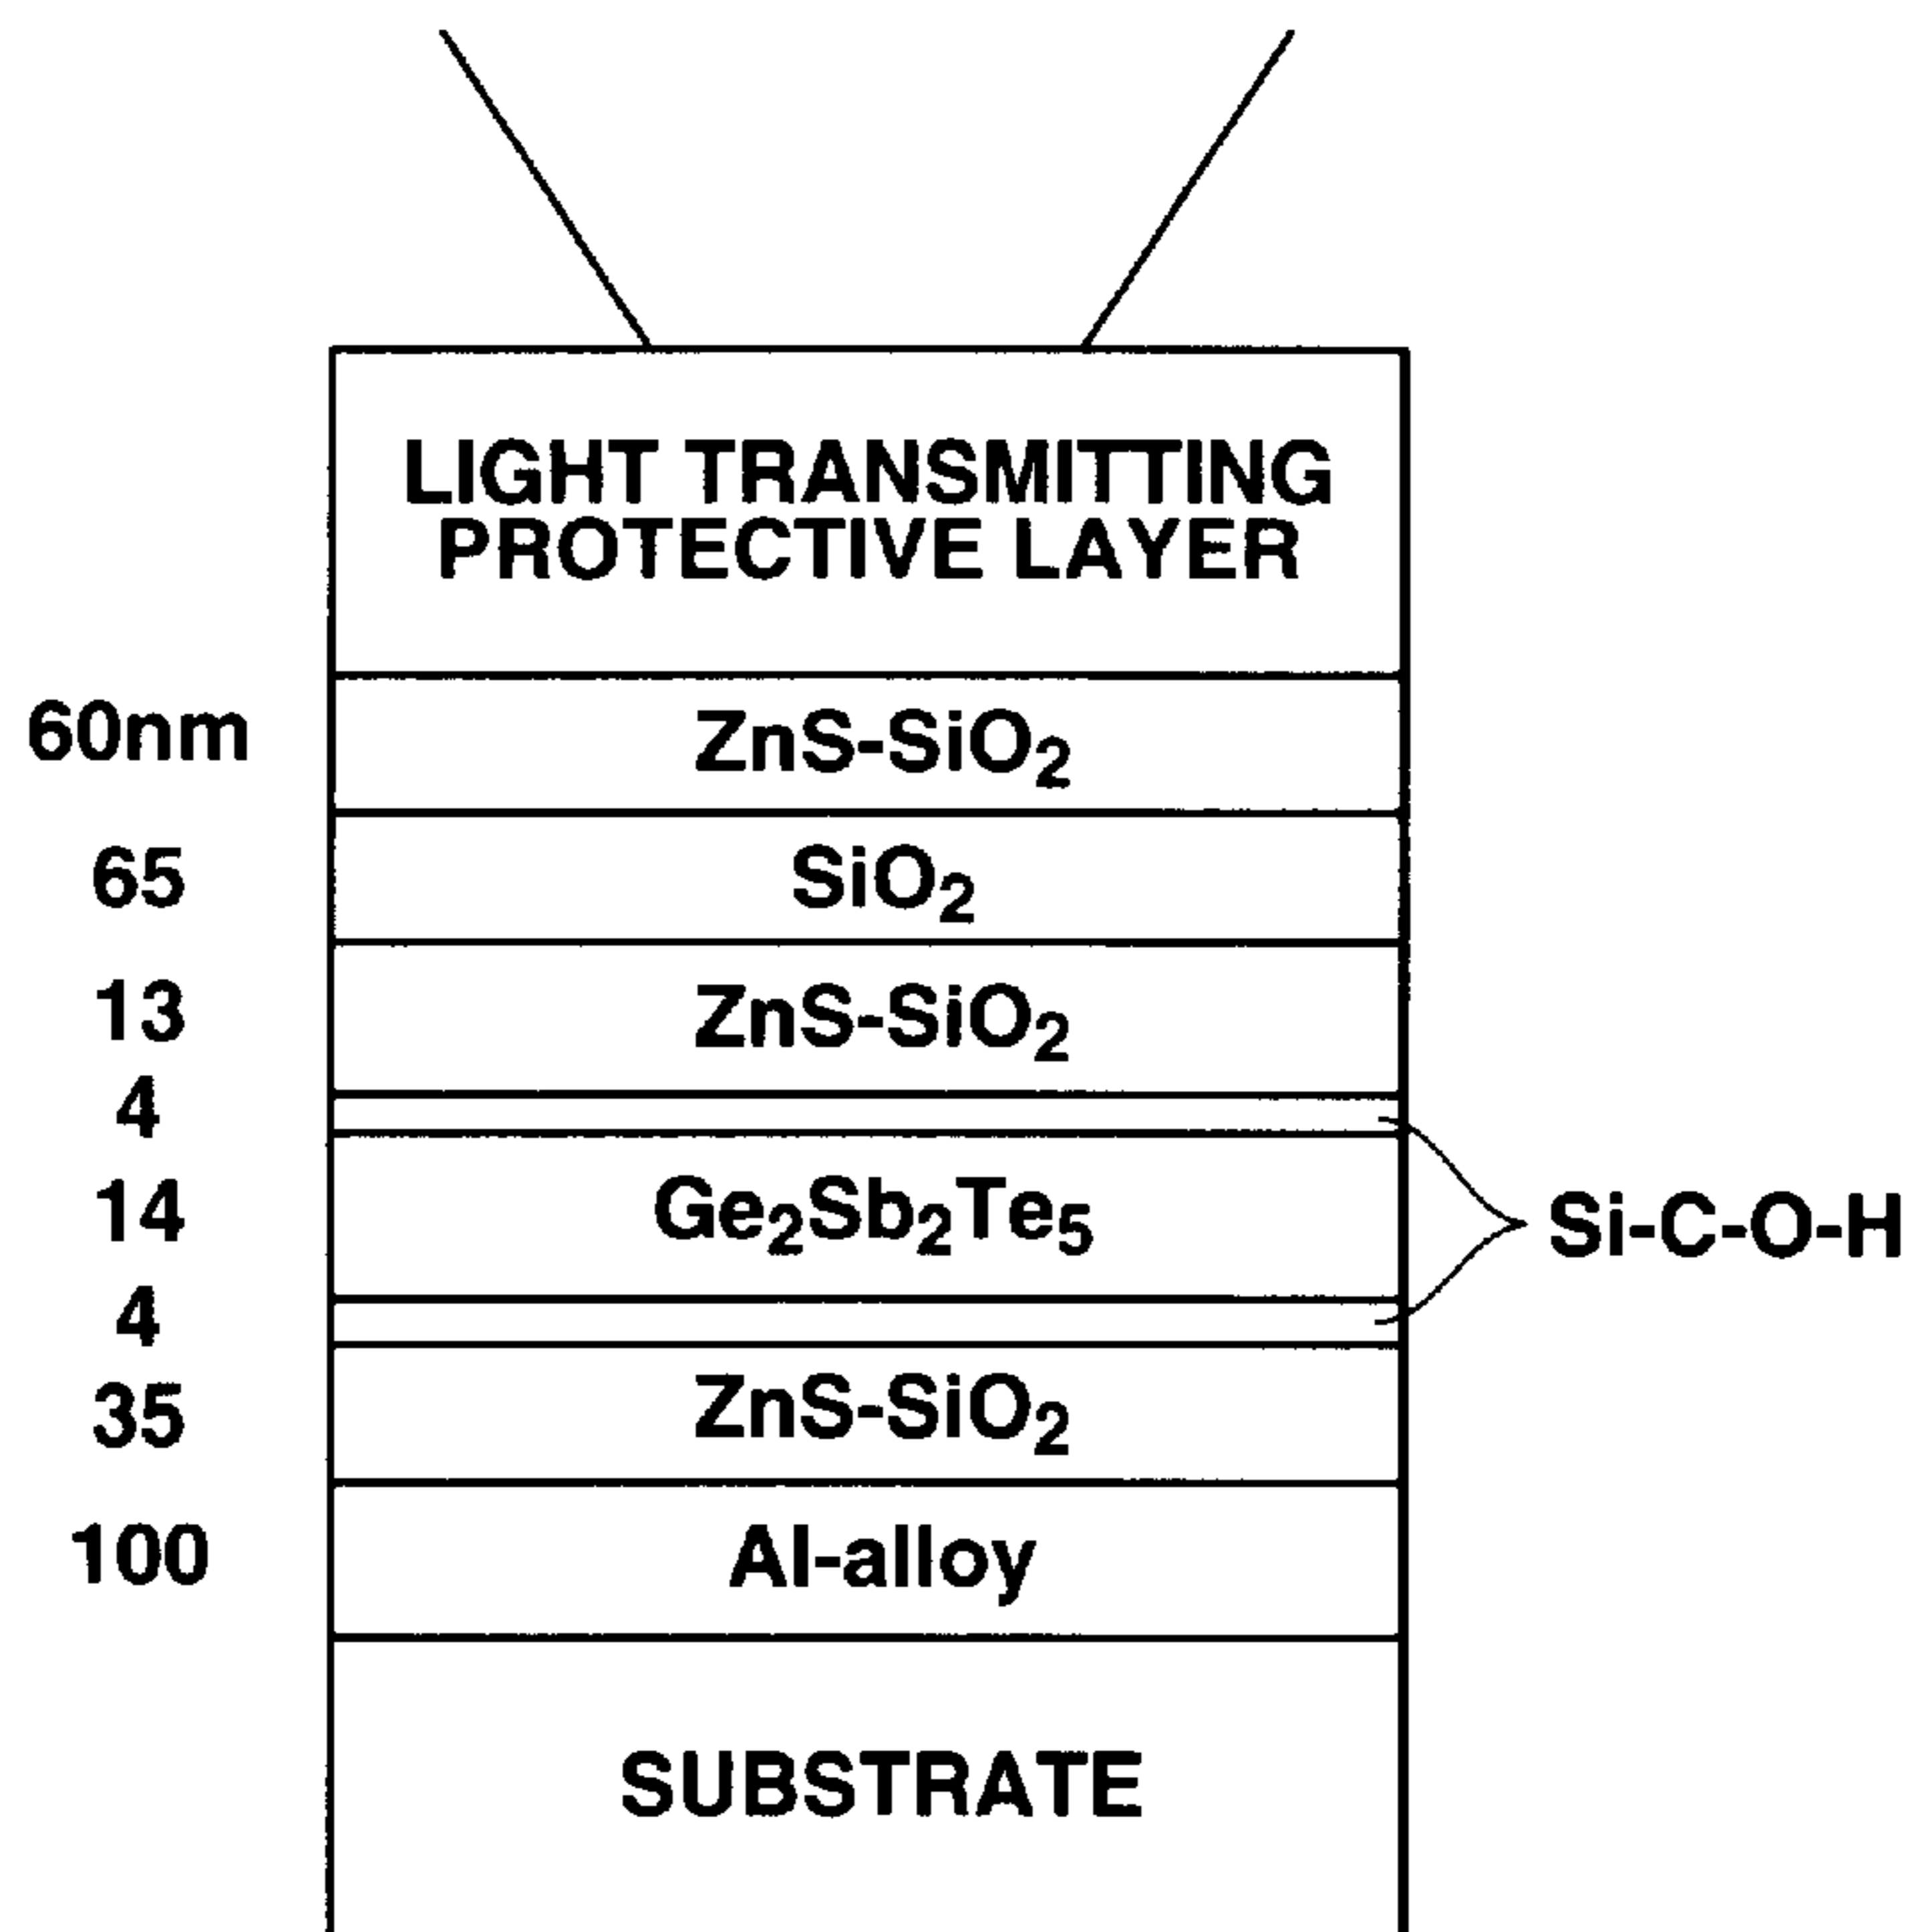 LIGHT TRANSMITTING
PROTECTIVE LAYER
60nm ZnS-SiO2
65 SiO2
13 ZnS-SiO2
4
14 Ge2Sb2Te5 Si-C-O-H
4
35 ZnS-SiO2
100 Al-alloy
SUBSTRATE